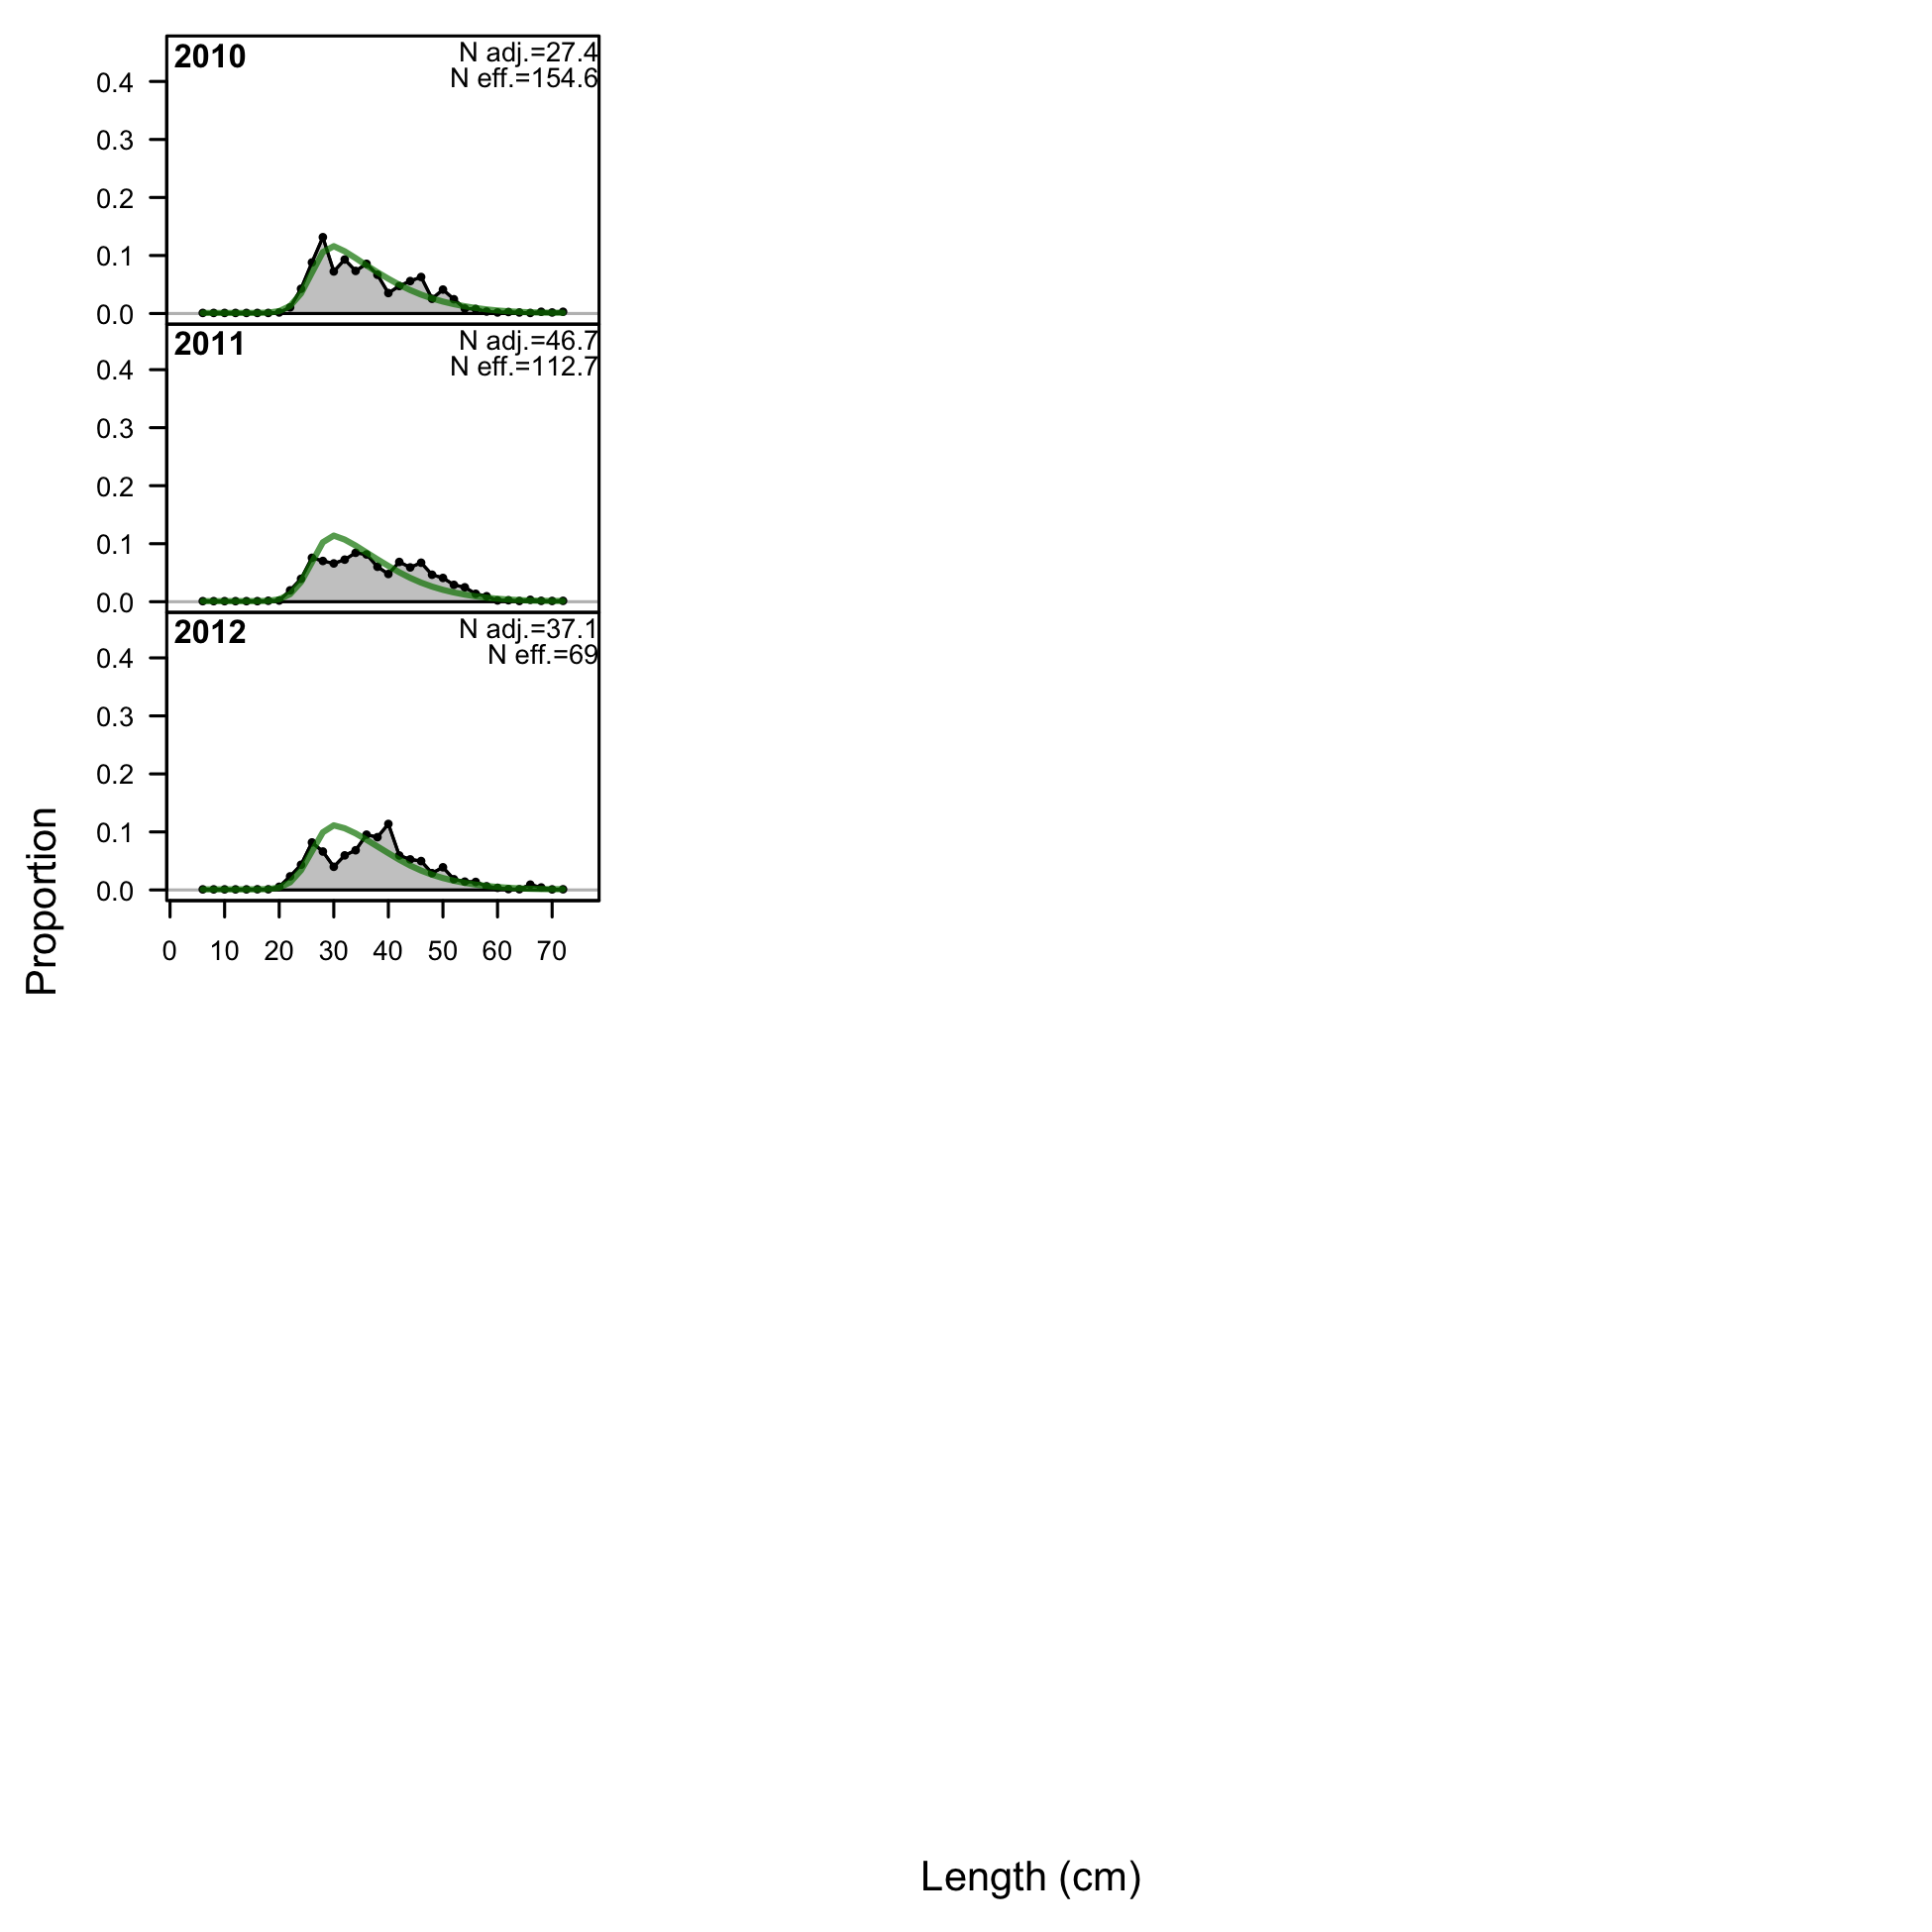 2010
N adj.=27.4
N eff.=154.6
0.4
0.3
0.2
0.1
0.0
2011
N adj.=46.7
N eff.=112.7
0.4
0.3
0.2
0.1
0.0
2012
N adj.=37.1
N eff.=69
0.4
0.3
0.2
0.1
0.0
0 10 20 30 40 50 60 70
Proportion
Length (cm)